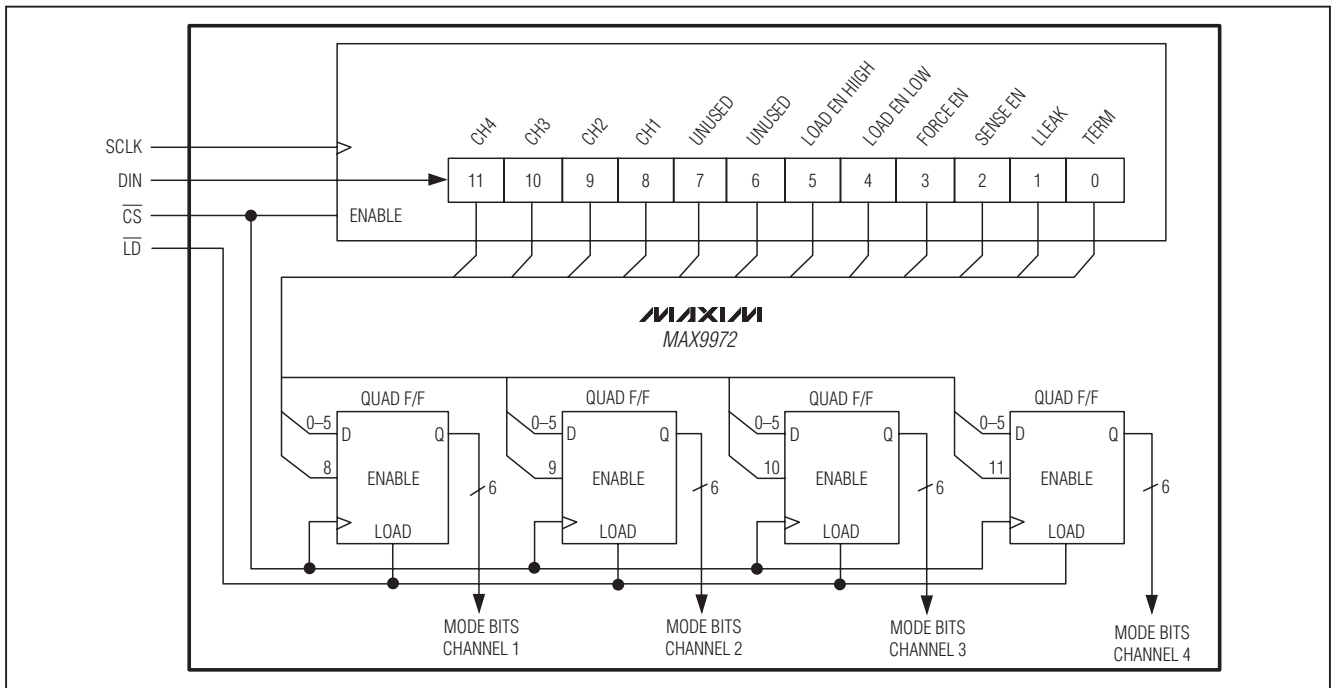 CH4 CH3 CH2 CH1 UNUSED UNUSED LOAD EN HIIGH LOAD EN LOW FORCE EN SENSE EN LLEAK TERM
SCLK
DIN 11 10 9 8 7 6 5 4 3 2 1 0
CS ENABLE
LD
MAXIM
MAX9972
QUAD F/F QUAD F/F QUAD F/F QUAD F/F
0–5 D Q 0–5 D Q 0–5 D Q 0–5 D Q
8 ENABLE 6 9 ENABLE 6 10 ENABLE 6 11 ENABLE 6
LOAD LOAD LOAD LOAD
MODE BITS MODE BITS MODE BITS MODE BITS
CHANNEL 1 CHANNEL 2 CHANNEL 3 CHANNEL 4